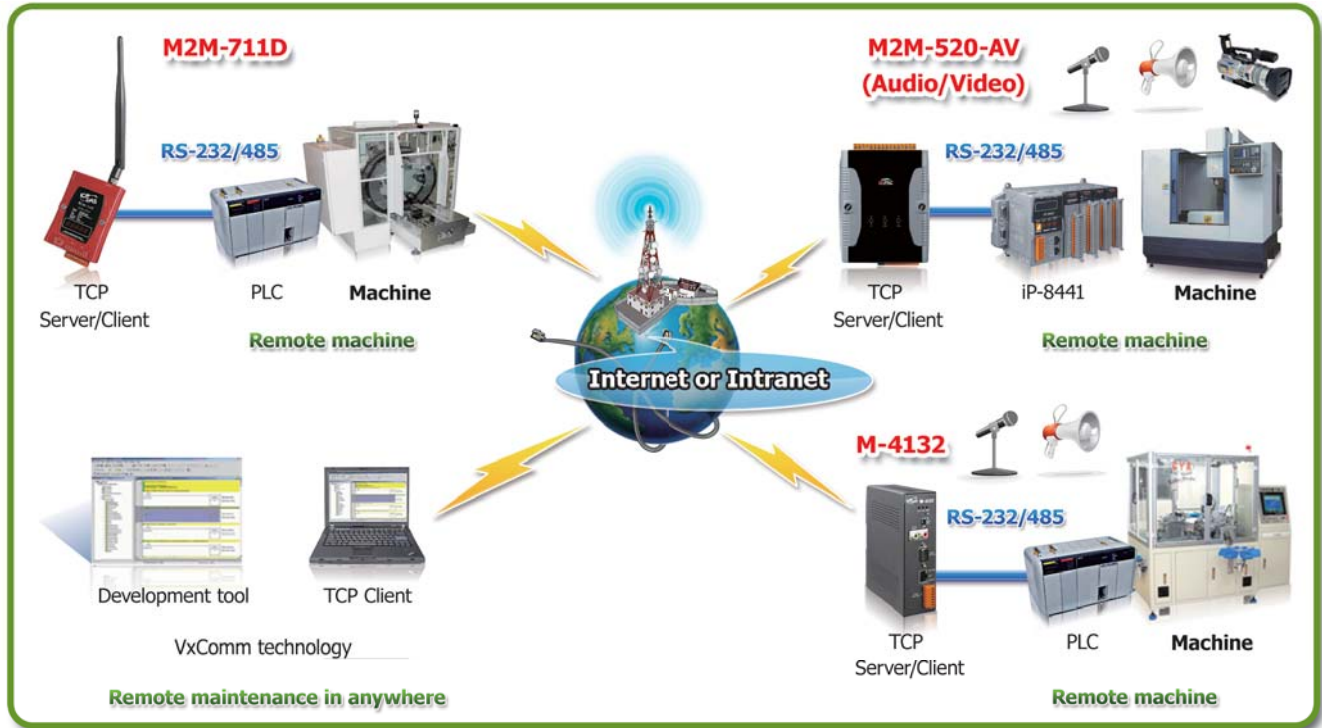 M2M-711D
RS-232/485
TCP
Server/Client
PLC
Machine
Remote machine
M2M-520-AV
(Audio/Video)
RS-232/485
TCP
Server/Client
iP-8441
Machine
Remote machine
Internet or Intranet
Development tool
TCP Client
VxComm technology
Remote maintenance in anywhere
M-4132
RS-232/485
TCP
Server/Client
PLC
Machine
Remote machine